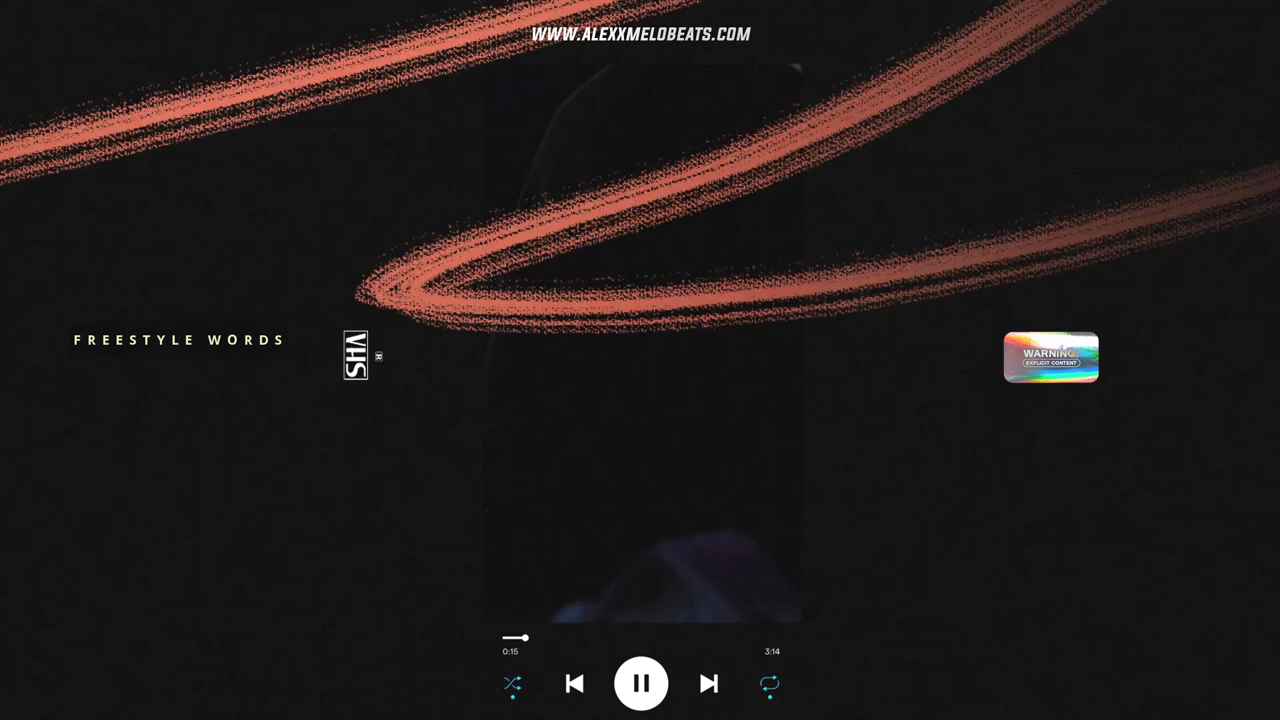 WWW.ALEXXMELOBEATS.COM
FREESTYLE WORDS
VHS
R
WARNING!
EXPLICIT CONTENT
0:15
3:14